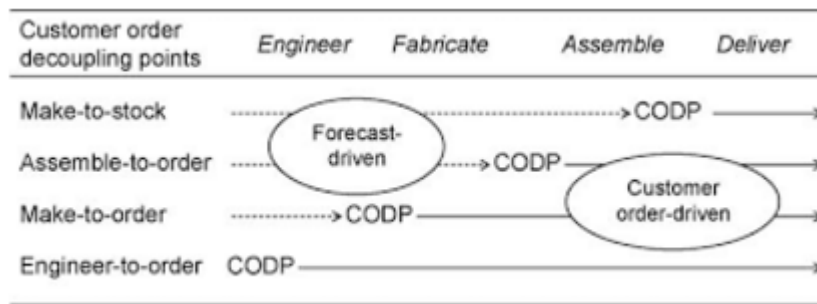 Customer order
decoupling points
Engineer Fabricate Assemble Deliver
Make-to-stock CODP
Forecast-
driven
Assemble-to-order CODP
Customer
order-driven
Make-to-order CODP
Engineer-to-order CODP